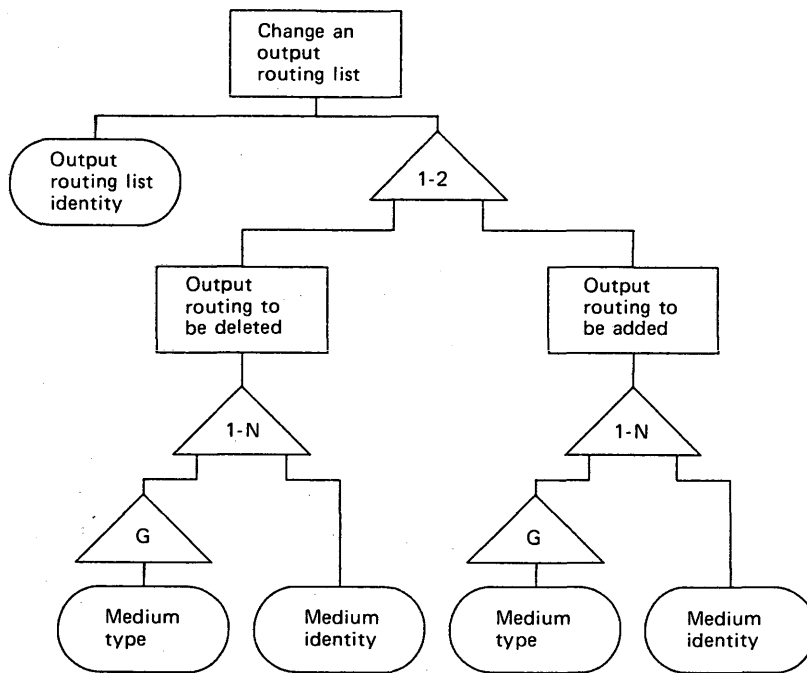 Change an
output
routing list
Output
routing list
identity
1-2
Output
routing to
be deleted
Output
routing to
be added
1-N
1-N
G
G
Medium
type
Medium
identity
Medium
type
Medium
identity